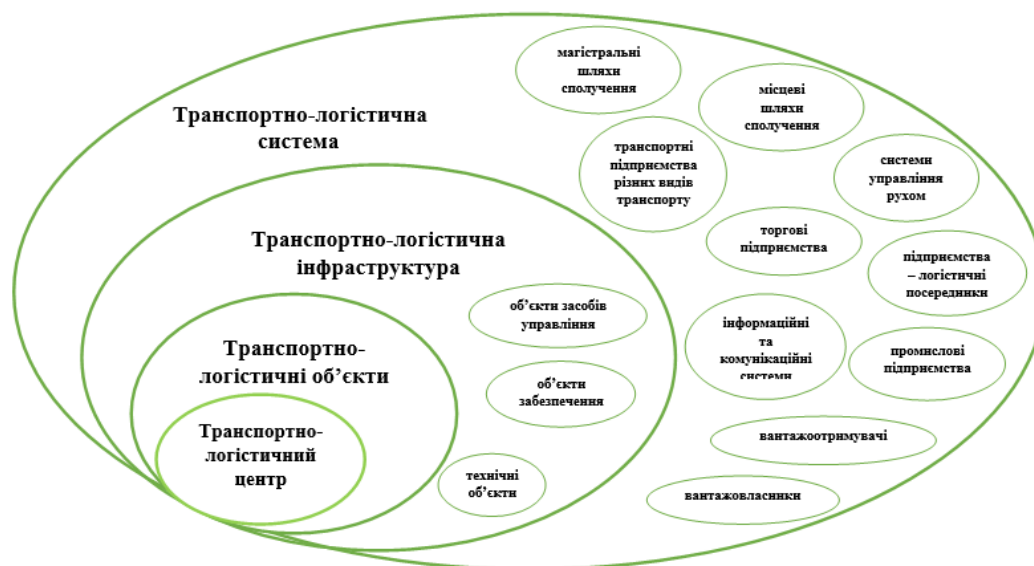 Транспортно-логістична
система
Транспортно-логістична
інфраструктура
Транспортно-
логістичні об’єкти
Транспортно-
логістичний
центр
об’єкти засобів
управління
об’єкти
забезпечення
технічні
об’єкти
магістральні
шляхи
сполучення
місцеві
шляхи
сполучення
транспортні
підприємства
різних видів
транспорту
системи
управління
рухом
торгові
підприємства
підприємства
– логістичні
посередники
інформаційні
та
комунікаційні
системи
промислові
підприємства
вантажоотримувачі
вантажовласники